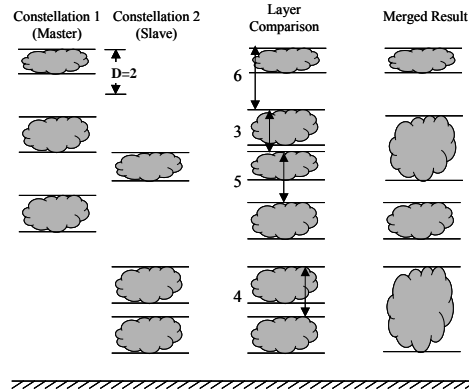 Constellation 1
(Master)
Constellation 2
(Slave)
Layer
Comparison
Merged Result
D=2
6
3
5
4